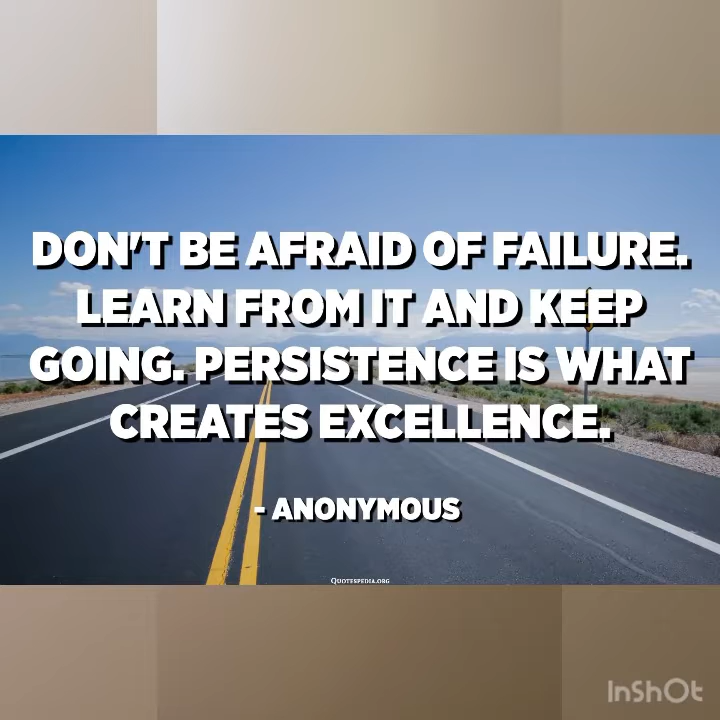 DON'T BE AFRAID OF FAILURE.
LEARN FROM IT AND KEEP
GOING. PERSISTENCE IS WHAT
CREATES EXCELLENCE.
- ANONYMOUS
QUOTESPEDIA.ORG
InShOt